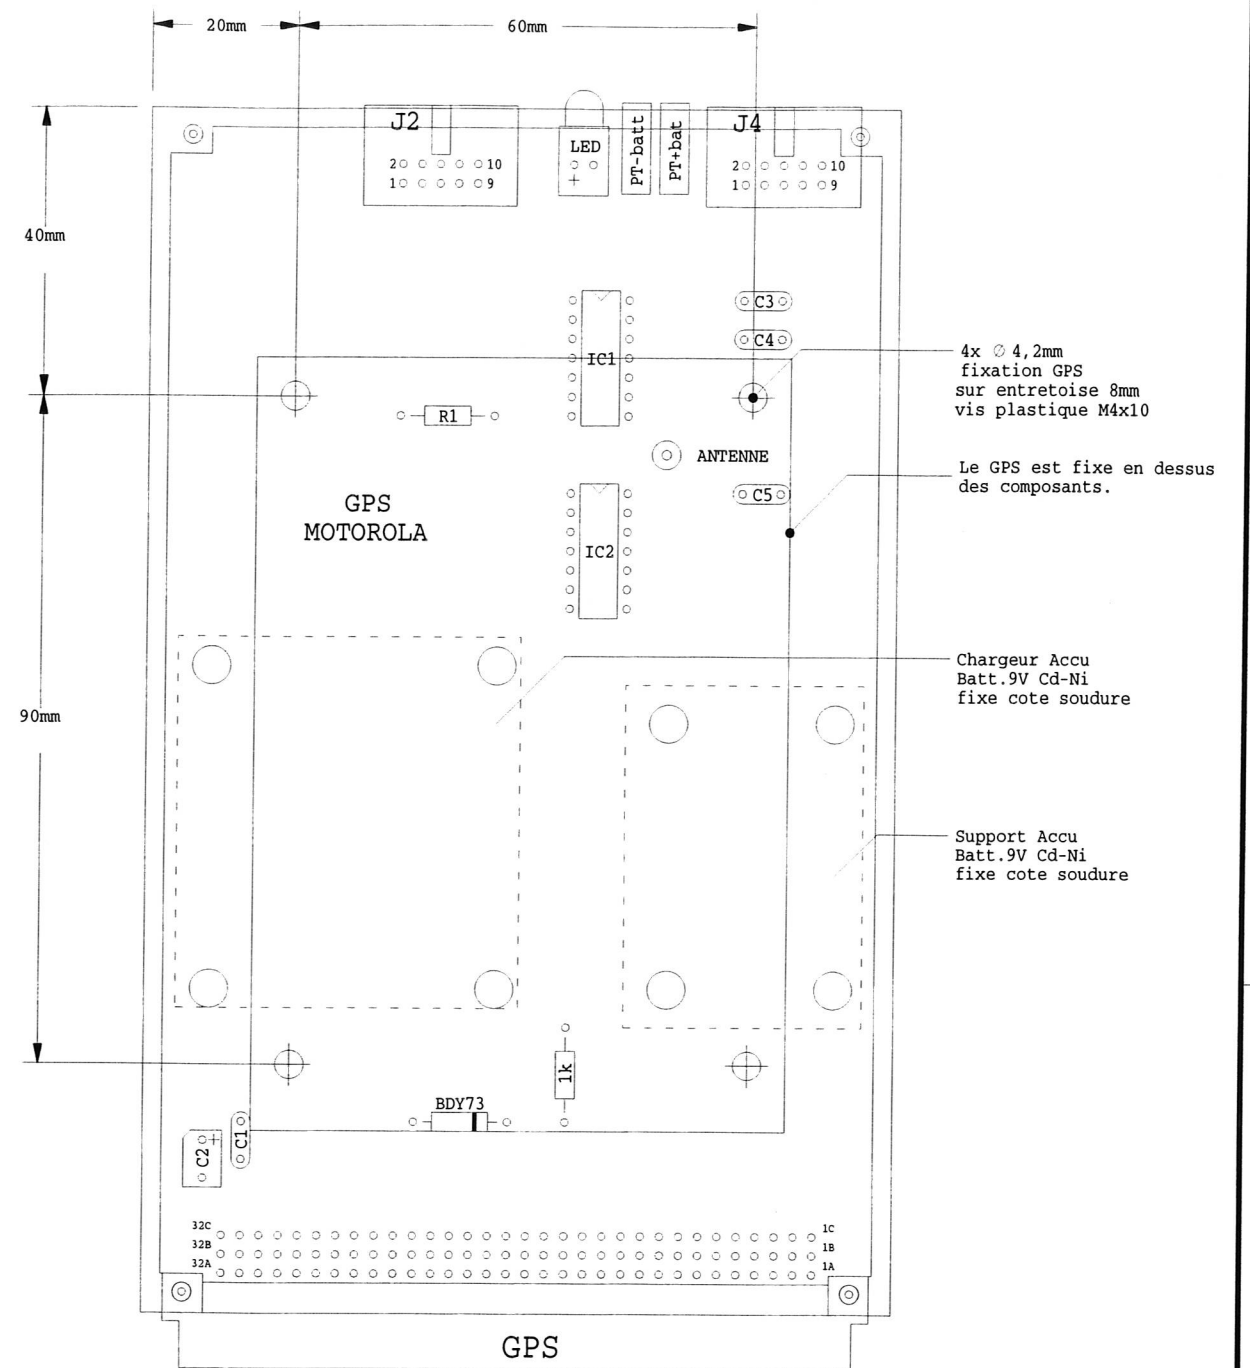 20mm
60mm
J2
LED
PT-batt
PT+bat
J4
2 10
1 9
+
2 10
1 9
40mm
C3
C4
IC1
4x ∅ 4,2mm
fixation GPS
sur entretoise 8mm
vis plastique M4x10
R1
ANTENNE
Le GPS est fixe en dessus
des composants.
C5
GPS
MOTOROLA
IC2
Chargeur Accu
Batt.9V Cd-Ni
fixe cote soudure
90mm
Support Accu
Batt.9V Cd-Ni
fixe cote soudure
1k
BDY73
C1
C2
+
32C
32B
32A
1C
1B
1A
GPS